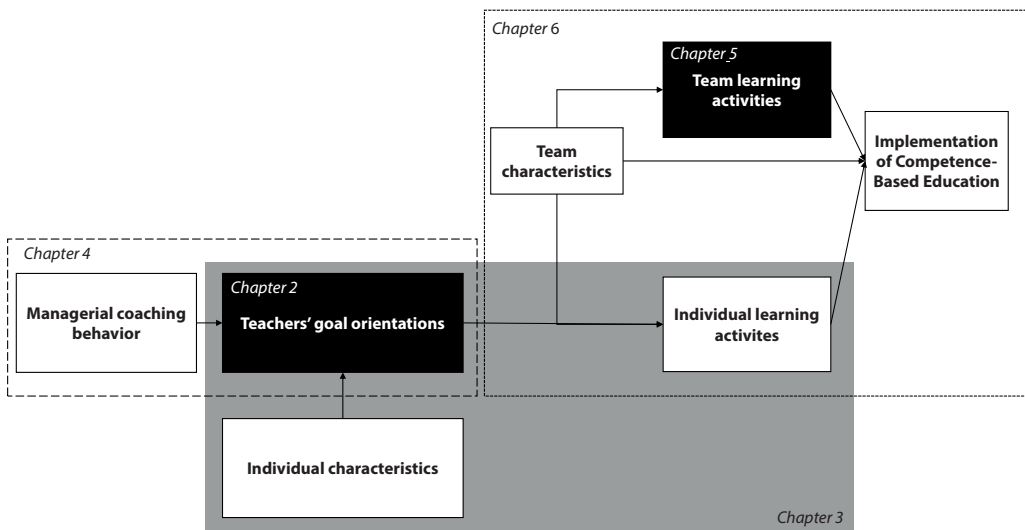 Chapter 6
Chapter 5
Team learning
activities
Team
characteristics
Implementation
of Competence-
Based Education
Chapter 4
Managerial coaching
behavior
Chapter 2
Teachers’ goal orientations
Individual learning
activites
Individual characteristics
Chapter 3